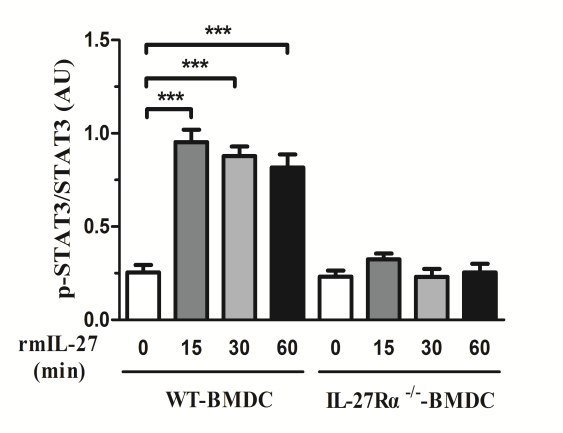 ***
***
***
1.5
1.0
0.5
0.0
p-STAT3/STAT3 (AU)
rmIL-27 0 15 30 60 0 15 30 60
(min)
WT-BMDC IL-27Rα -/- -BMDC